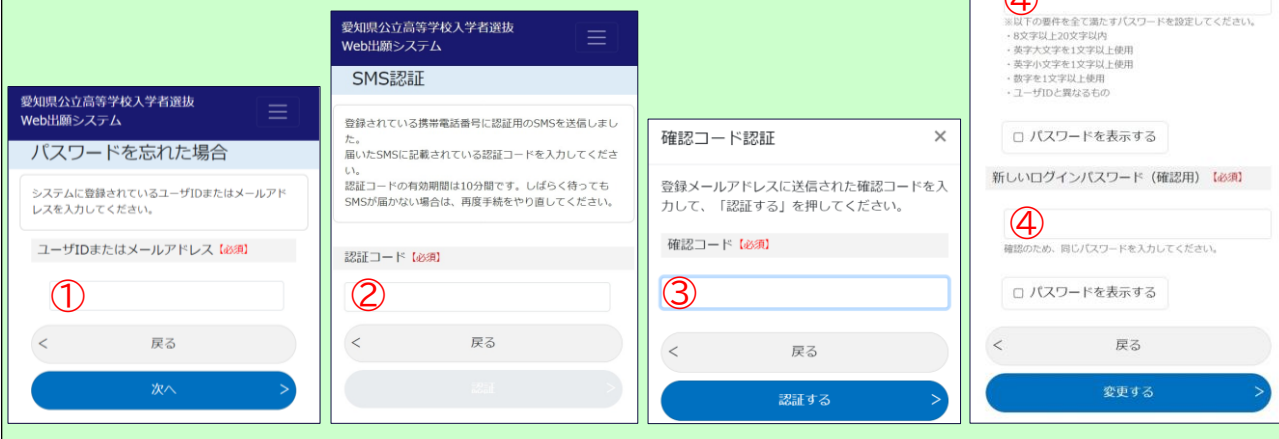 愛知県公立高等学校入学者選抜
Web出願システム
パスワードを忘れた場合
システムに登録されているユーザIDまたはメールアド
レスを入力してください。
ユーザIDまたはメールアドレス【必須】
①
< 戻る
次へ >
愛知県公立高等学校入学者選抜
Web出願システム
SMS認証
登録されている携帯電話番号に認証用のSMSを送信しまし
た。
届いたSMSに記載されている認証コードを入力してくださ
い。
認証コードの有効期間は10分間です。しばらく待っても
SMSが届かない場合は、再度手続をやり直してください。
認証コード【必須】
②
< 戻る
認証 >
確認コード認証 ×
登録メールアドレスに送信された確認コードを入
力して、「認証する」を押してください。
確認コード【必須】
③
< 戻る
認証する >
④
※以下の要件を全て満たすパスワードを設定してください。
・8文字以上20文字以内
・英字大文字を1文字以上使用
・英字小文字を1文字以上使用
・数字を1文字以上使用
・ユーザIDと異なるもの
パスワードを表示する
新しいログインパスワード（確認用）【必須】
④
確認のため、同じパスワードを入力してください。
パスワードを表示する
< 戻る
変更する >